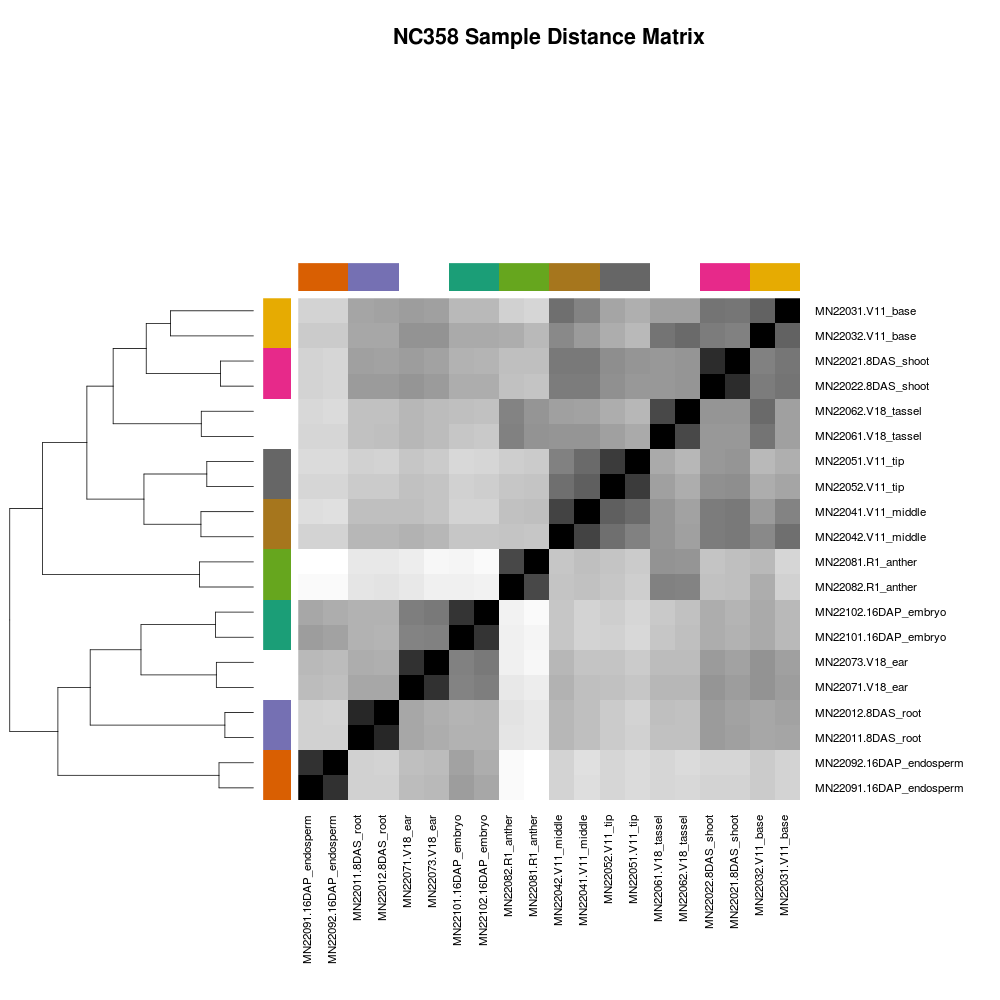 NC358 Sample Distance Matrix
MN22031.V11_base
MN22032.V11_base
MN22021.8DAS_shoot
MN22022.8DAS_shoot
MN22062.V18_tassel
MN22061.V18_tassel
MN22051.V11_tip
MN22052.V11_tip
MN22041.V11_middle
MN22042.V11_middle
MN22081.R1_anther
MN22082.R1_anther
MN22102.16DAP_embryo
MN22101.16DAP_embryo
MN22073.V18_ear
MN22071.V18_ear
MN22012.8DAS_root
MN22011.8DAS_root
MN22092.16DAP_endosperm
MN22091.16DAP_endosperm
MN22091.16DAP_endosperm
MN22092.16DAP_endosperm
MN22011.8DAS_root
MN22012.8DAS_root
MN22071.V18_ear
MN22073.V18_ear
MN22101.16DAP_embryo
MN22102.16DAP_embryo
MN22082.R1_anther
MN22081.R1_anther
MN22042.V11_middle
MN22041.V11_middle
MN22052.V11_tip
MN22051.V11_tip
MN22061.V18_tassel
MN22062.V18_tassel
MN22022.8DAS_shoot
MN22021.8DAS_shoot
MN22032.V11_base
MN22031.V11_base